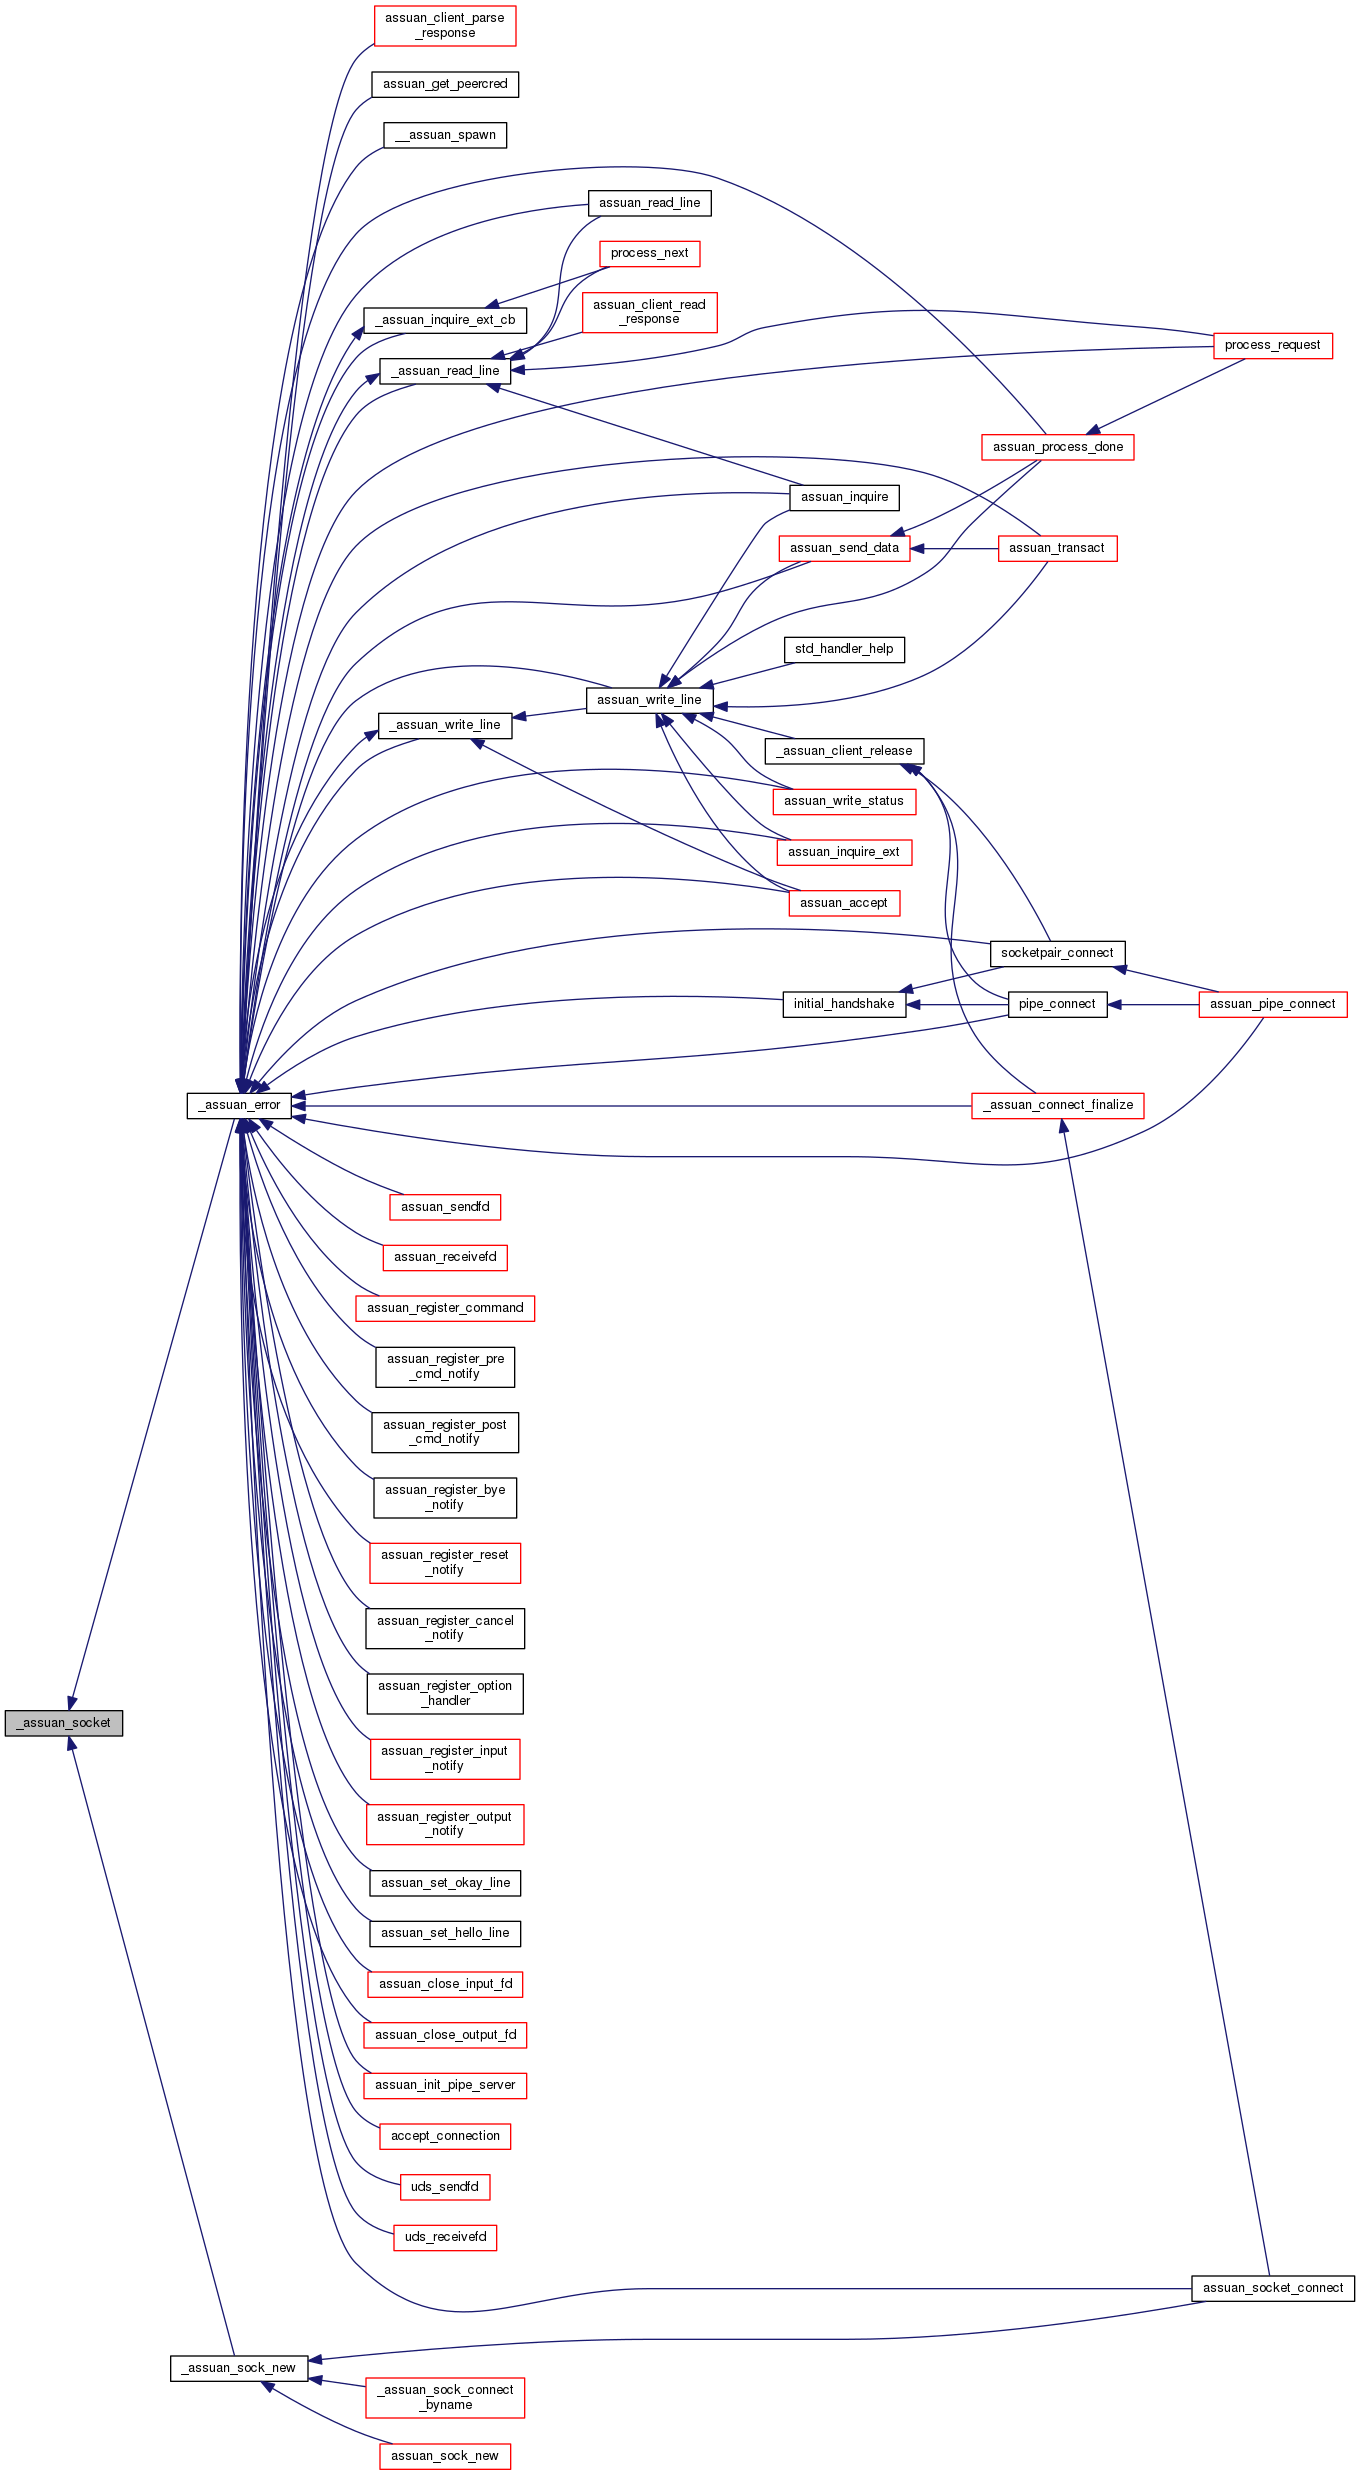 assuan_client_parse
_response
assuan_get_peercred
__assuan_spawn
assuan_read_line
process_next
assuan_client_read
_response
_assuan_inquire_ext_cb
process_request
_assuan_read_line
assuan_process_done
assuan_inquire
assuan_send_data
assuan_transact
std_handler_help
assuan_write_line
_assuan_write_line
_assuan_client_release
assuan_write_status
assuan_inquire_ext
assuan_accept
socketpair_connect
initial_handshake
pipe_connect
assuan_pipe_connect
_assuan_error
_assuan_connect_finalize
assuan_sendfd
assuan_receivefd
assuan_register_command
assuan_register_pre
_cmd_notify
assuan_register_post
_cmd_notify
assuan_register_bye
_notify
assuan_register_reset
_notify
assuan_register_cancel
_notify
assuan_register_option
_handler
_assuan_socket
assuan_register_input
_notify
assuan_register_output
_notify
assuan_set_okay_line
assuan_set_hello_line
assuan_close_input_fd
assuan_close_output_fd
assuan_init_pipe_server
accept_connection
uds_sendfd
uds_receivefd
assuan_socket_connect
_assuan_sock_new
_assuan_sock_connect
_byname
assuan_sock_new